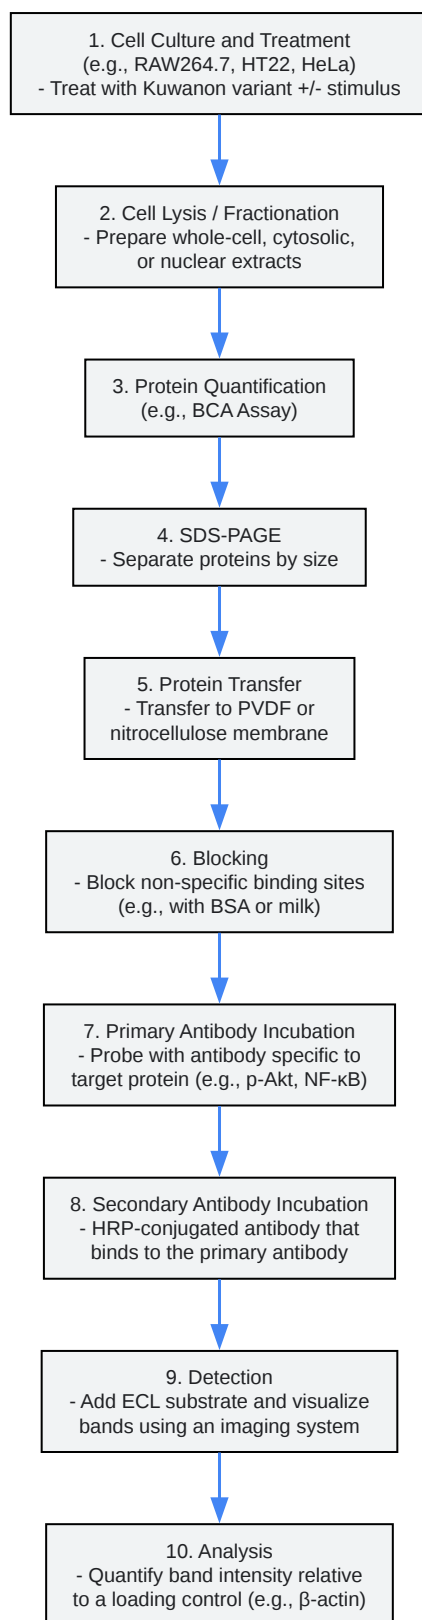 1. Cell Culture and Treatment
(e.g., RAW264.7, HT22, HeLa)
- Treat with Kuwanon variant +/- stimulus
2. Cell Lysis / Fractionation
- Prepare whole-cell, cytosolic,
or nuclear extracts
3. Protein Quantification
(e.g., BCA Assay)
4. SDS-PAGE
- Separate proteins by size
5. Protein Transfer
- Transfer to PVDF or
nitrocellulose membrane
6. Blocking
- Block non-specific binding sites
(e.g., with BSA or milk)
7. Primary Antibody Incubation
- Probe with antibody specific to
target protein (e.g., p-Akt, NF-κB)
8. Secondary Antibody Incubation
- HRP-conjugated antibody that
binds to the primary antibody
9. Detection
- Add ECL substrate and visualize
bands using an imaging system
10. Analysis
- Quantify band intensity relative
to a loading control (e.g., β-actin)